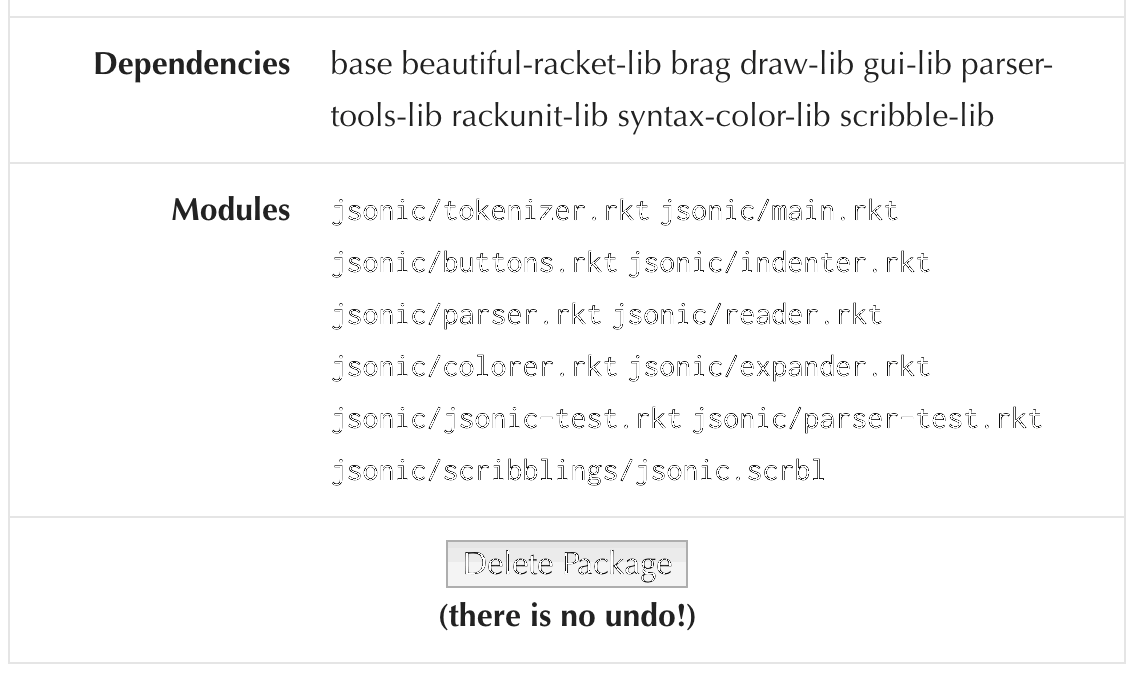 Dependencies base beautiful-racket-lib brag draw-lib gui-lib parser-
tools-lib rackunit-lib syntax-color-lib scribble-lib
Modules jsonic/tokenizer.rkt jsonic/main.rkt
jsonic/buttons.rkt jsonic/indenter.rkt
jsonic/parser.rkt jsonic/reader.rkt
jsonic/colorer.rkt jsonic/expander.rkt
jsonic/jsonic-test.rkt jsonic/parser-test.rkt
jsonic/scribblings/jsonic.scrbl
Delete Package
(there is no undo!)